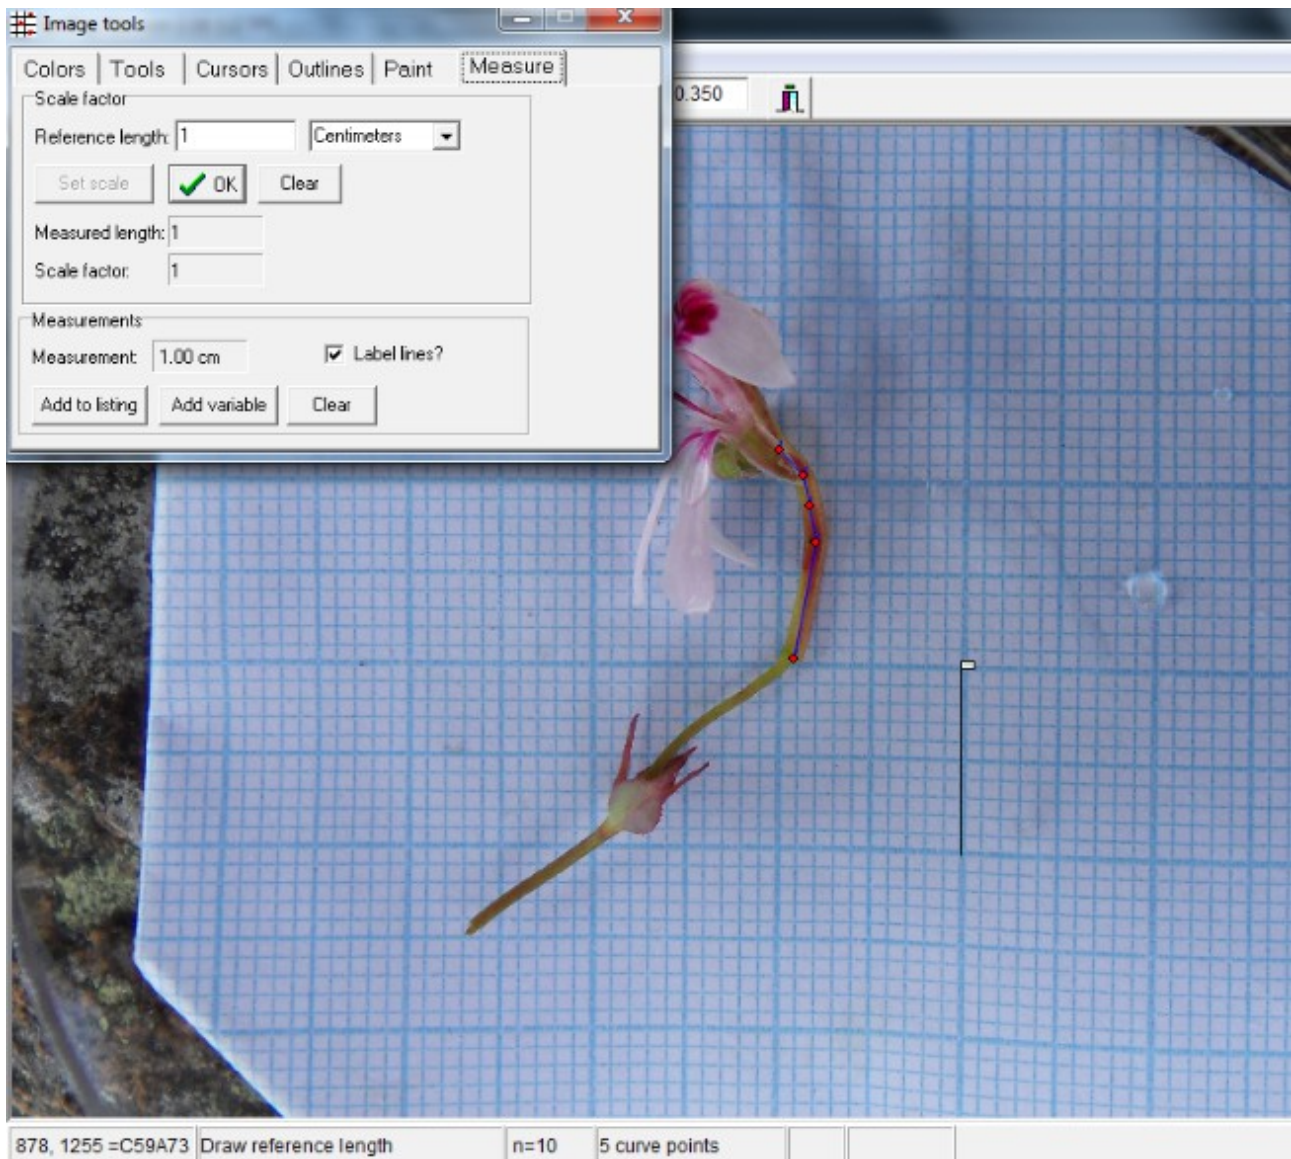 Image tools
Colors Tools Cursors Outlines Paint Measure
Scale factor
Reference length: 1 Centimeters
Set scale OK Clear
Measured length: 1
Scale factor: 1
Measurements
Measurement: 1.00 cm Label lines?
Add to listing Add variable Clear
0.350
878, 1255 =C59A73 Draw reference length n=10 5 curve points